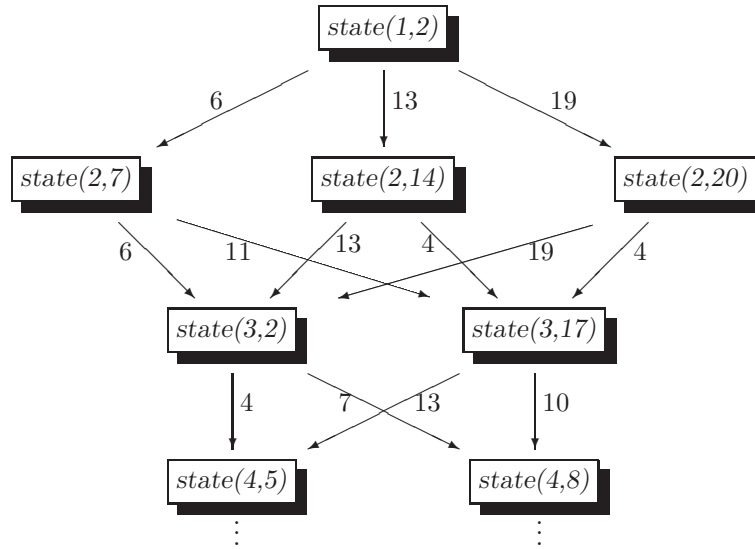 state(1,2)
6 13 19
state(2,7) state(2,14) state(2,20)
6 11 13 4 19 4
state(3,2) state(3,17)
4 7 13 10
state(4,5) state(4,8)
⋮ ⋮